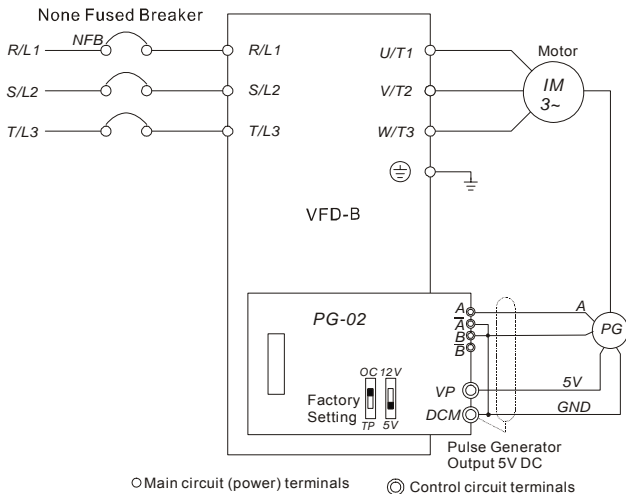 None Fused Breaker
R/L1 NFB R/L1 U/T1 Motor
S/L2 S/L2 V/T2 IM
3~
T/L3 T/L3 W/T3
VFD-B
PG-02
A A
A̅
B PG
B̅
OC 12V
VP 5V
Factory
Setting
TP 5V
DCM GND
Pulse Generator
Output 5V DC
Main circuit (power) terminals Control circuit terminals